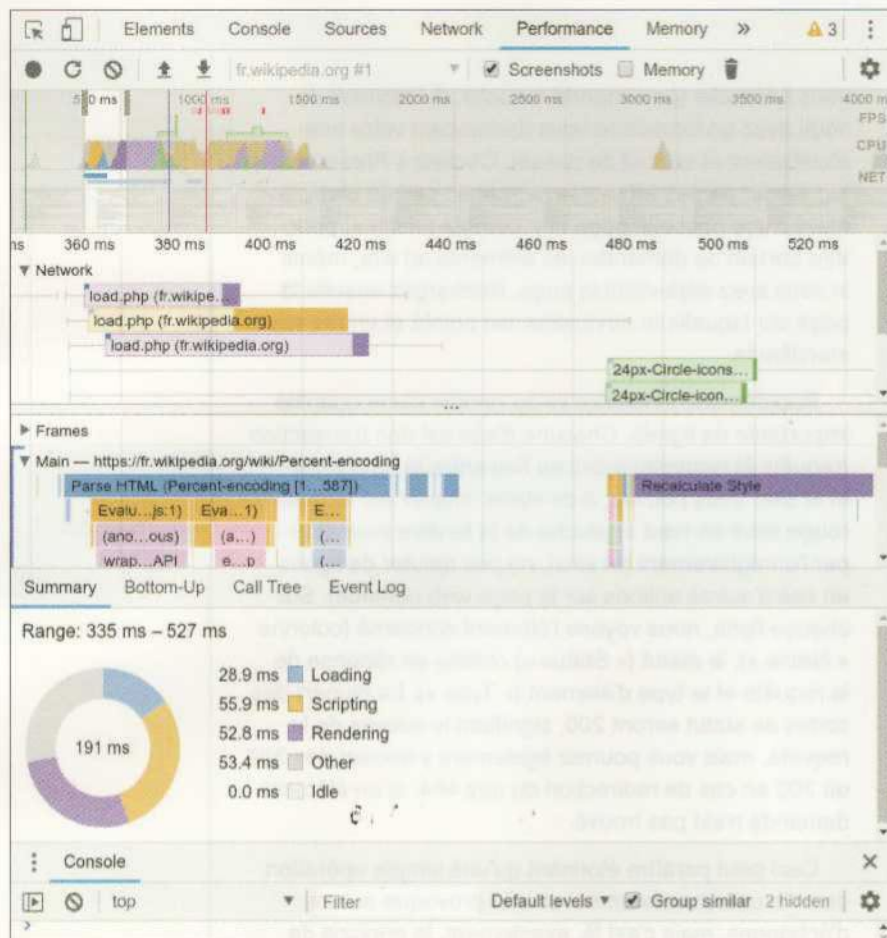 Elements Console Sources Network Performance Memory » 3
fr.wikipedia.org #1 Screenshots Memory
500 ms 1000 ms 1500 ms 2000 ms 2500 ms 3000 ms 3500 ms 4000 m
FPS
CPU
NET
ns 360 ms 380 ms 400 ms 420 ms 440 ms 460 ms 480 ms 500 ms 520 ms
Network
load.php (fr.wikipe...
load.php (fr.wikipedia.org)
load.php (fr.wikipedia.org)
24px-Circle-icons...
24px-Circle-icon...
...
Frames
Main — https://fr.wikipedia.org/wiki/Percent-encoding
Parse HTML (Percent-encoding [1...587]) Recalculate Style
Evalu...js:1) Eva...1) E...
(ano...ous) (a...) (...
wrap...API e...p (...
Summary Bottom-Up Call Tree Event Log
Range: 335 ms – 527 ms
28.9 ms Loading
55.9 ms Scripting
191 ms
52.8 ms Rendering
53.4 ms Other
0.0 ms Idle
Console ×
top Filter Default levels Group similar 2 hidden
›